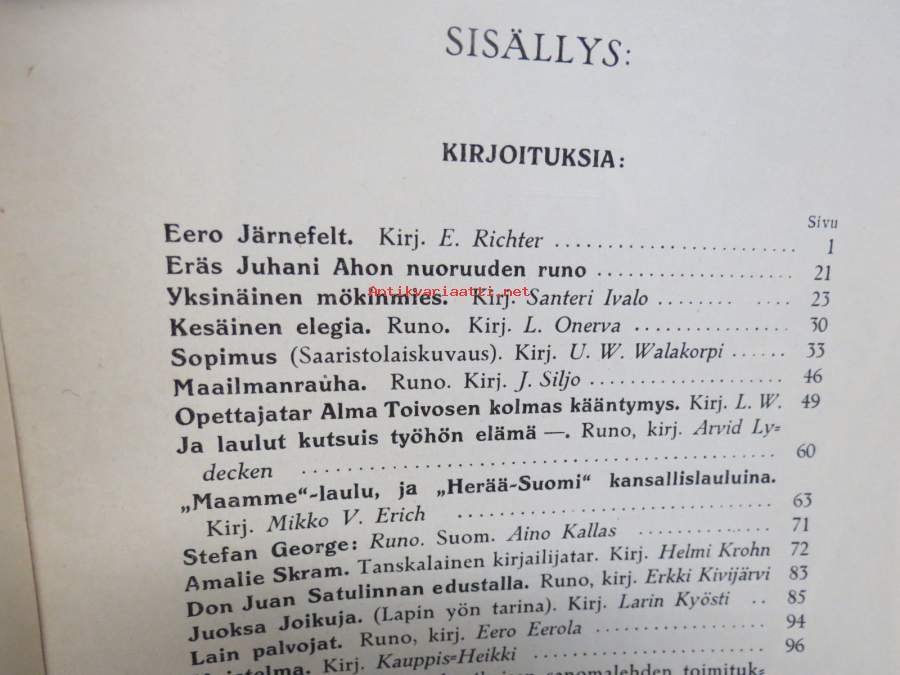 SISÄLLYS:
KIRJOITUKSIA:
Sivu
Eero Järnefelt. Kirj. E. Richter ........................ 1
Eräs Juhani Ahon nuoruuden runo .................... 21
Yksinäinen mökinmies. Kirj. Santeri Ivalo ........ .... 23
Antikvariaatti.net
Kesäinen elegia. Runo. Kirj. L. Onerva ................ 30
Sopimus (Saaristolaiskuvaus). Kirj. U. W. Walakorpi ...... 33
Maailmanrauha. Runo. Kirj. J. Siljo .................... 46
Opettajatar Alma Toivosen kolmas kääntymys. Kirj. L. W. 49
Ja laulut kutsuis työhön elämä —. Runo, kirj. Arvid Ly=
decken ................................................ 60
„Maamme“-laulu, ja „Herää-Suomi“ kansallislauluina.
Kirj. Mikko V. Erich ................................ 63
Stefan George: Runo. Suom. Aino Kallas .............. 71
Amalie Skram. Tanskalainen kirjailijatar. Kirj. Helmi Krohn 72
Don Juan Satulinnan edustalla. Runo, kirj. Erkki Kivijärvi 83
Juoksa Joikuja. (Lapin yön tarina). Kirj. Larin Kyösti .. 85
Lain palvojat. Runo, kirj. Eero Eerola .................... 94
Kirj. Kauppis=Heikki ........................ 96
sanomalehden toimituk=